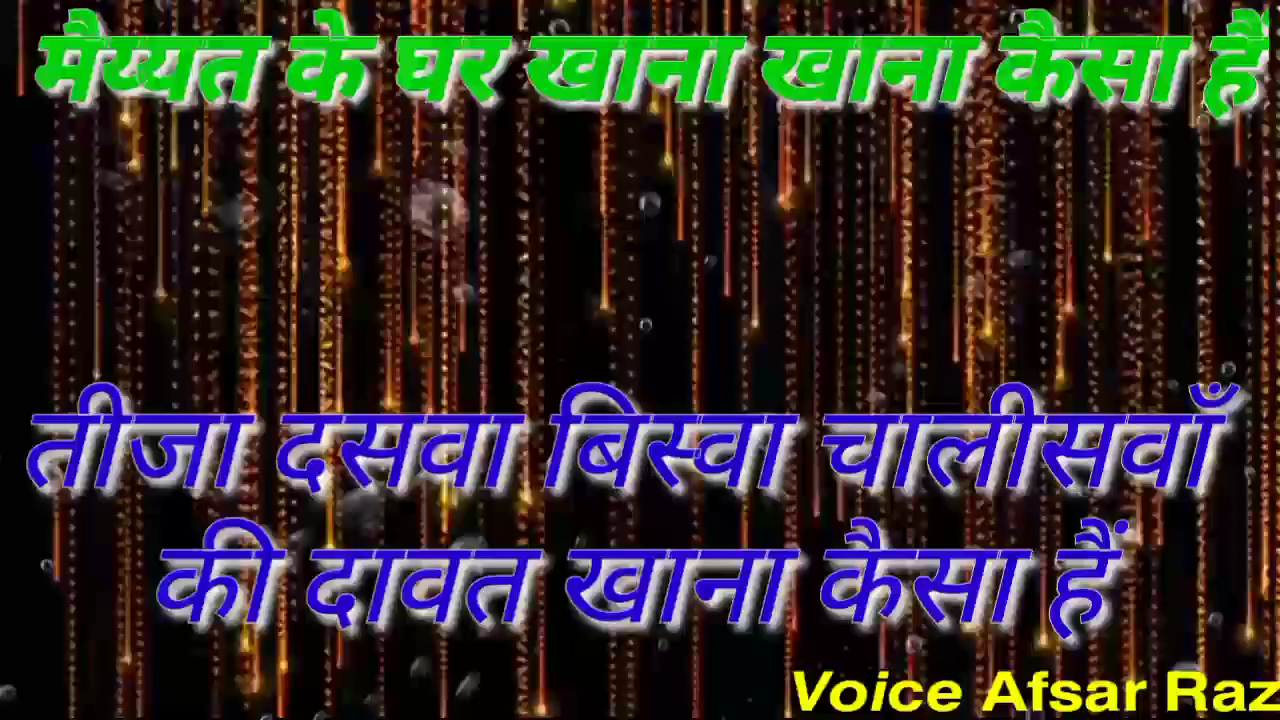 मैय्यत के घर खाना खाना कैसा हैं
तीजा दसवा बिस्वा चालीसवाँ
की दावत खाना कैसा हैं
Voice Afsar Raz